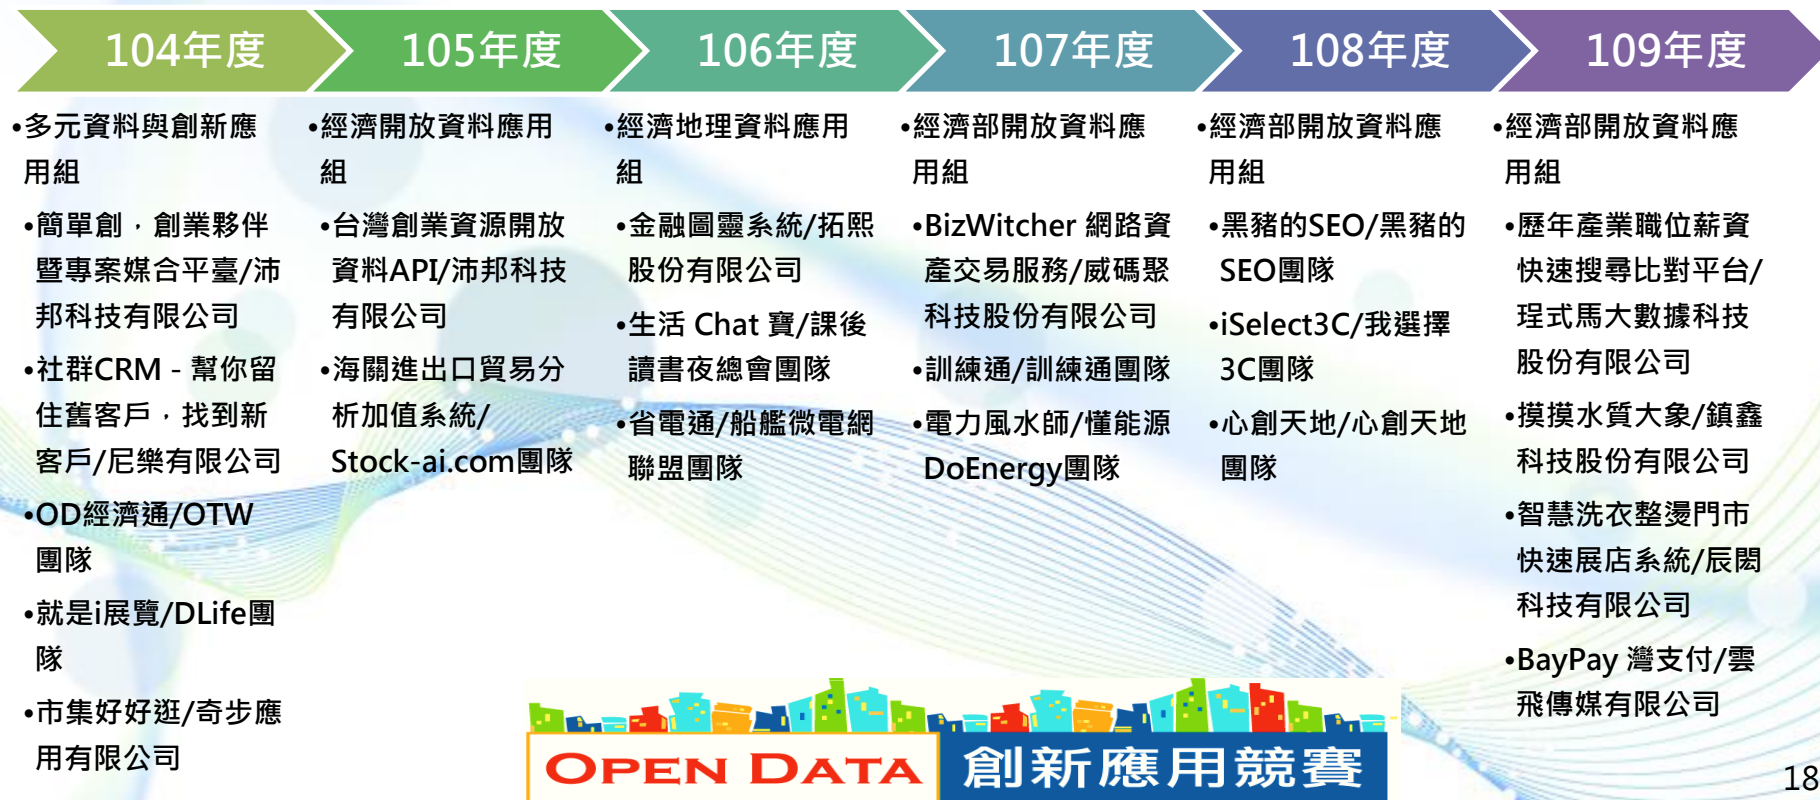 104年度
•多元資料與創新應
用組
•簡單創，創業夥伴
暨專案媒合平臺/沛
邦科技有限公司
•社群CRM - 幫你留
住舊客戶，找到新
客戶/尼樂有限公司
•OD經濟通/OTW
團隊
•就是i展覽/DLife團
隊
•市集好好逛/奇步應
用有限公司
105年度
•經濟開放資料應用
組
•台灣創業資源開放
資料API/沛邦科技
有限公司
•海關進出口貿易分
析加值系統/
Stock-ai.com團隊
106年度
•經濟地理資料應用
組
•金融圖靈系統/拓熙
股份有限公司
•生活 Chat 寶/課後
讀書夜總會團隊
•省電通/船艦微電網
聯盟團隊
107年度
•經濟部開放資料應
用組
•BizWitcher 網路資
產交易服務/威碼聚
科技股份有限公司
•訓練通/訓練通團隊
•電力風水師/懂能源
DoEnergy團隊
108年度
•經濟部開放資料應
用組
•黑豬的SEO/黑豬的
SEO團隊
•iSelect3C/我選擇
3C團隊
•心創天地/心創天地
團隊
109年度
•經濟部開放資料應
用組
•歷年產業職位薪資
快速搜尋比對平台/
珵式馬大數據科技
股份有限公司
•摸摸水質大象/鎮鑫
科技股份有限公司
•智慧洗衣整燙門市
快速展店系統/辰閎
科技有限公司
•BayPay 灣支付/雲
飛傳媒有限公司
OPEN DATA 創新應用競賽
18